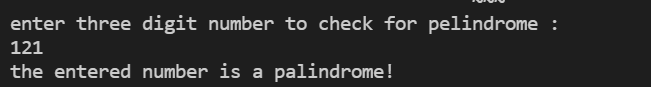 enter three digit number to check for pelindrome :
121
the entered number is a palindrome!